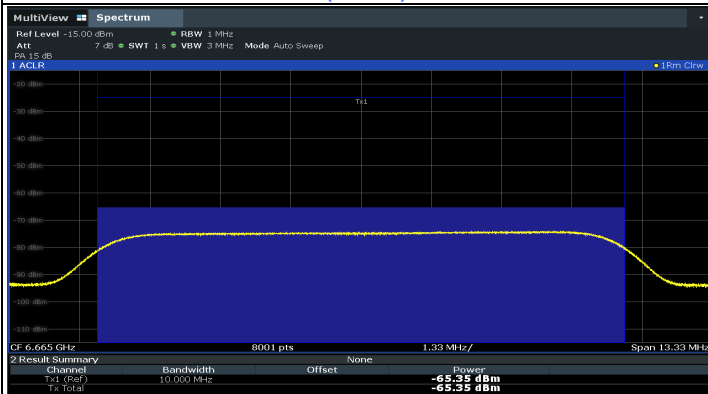 MultiView Spectrum
Ref Level -15.00 dBm RBW 1 MHz
Att 7 dB SWT 1 s VBW 3 MHz Mode Auto Sweep
PA 15 dB
1 ACLR 1Rm Clrw
-20 dBm
Tx1
-30 dBm
-40 dBm
-50 dBm
-60 dBm
-70 dBm
-80 dBm
-90 dBm
-100 dBm
-110 dBm
CF 6.665 GHz 8001 pts 1.33 MHz/ Span 13.33 MHz
2 Result Summary None
Channel Bandwidth Offset Power
Tx1 (Ref) 10.000 MHz -65.35 dBm
Tx Total -65.35 dBm